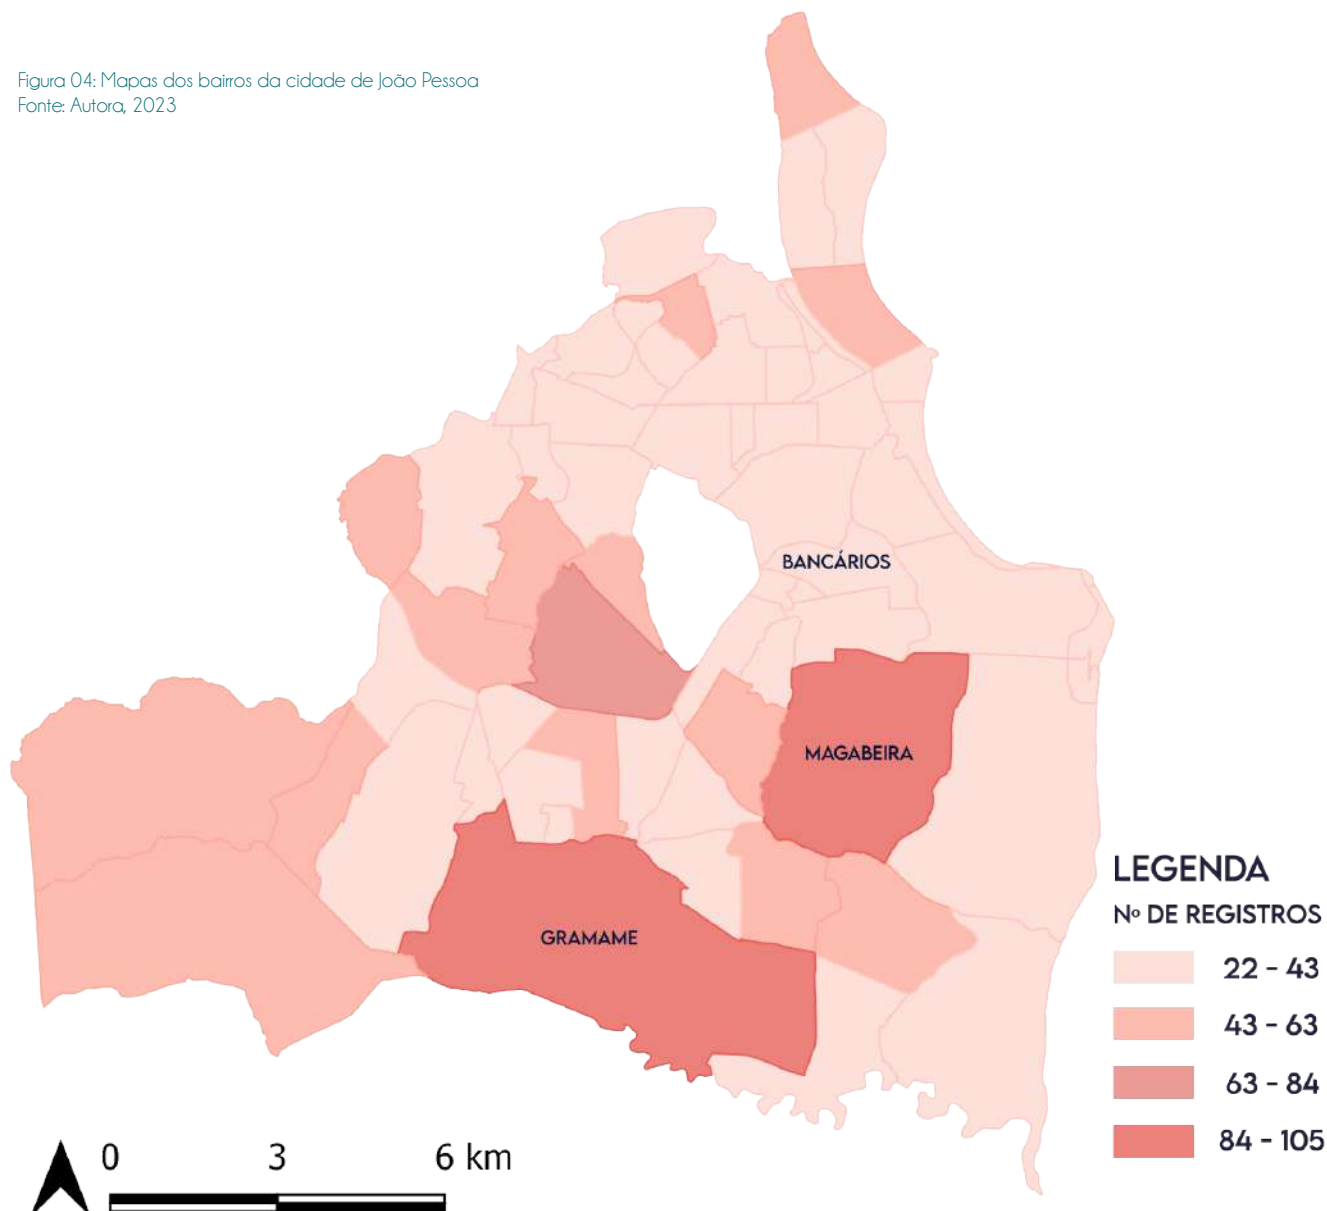 Figura 04: Mapas dos bairros da cidade de João Pessoa
Fonte: Autora, 2023
BANCÁRIOS
MAGABEIRA
GRAMAME
LEGENDA
Nº DE REGISTROS
22 - 43
43 - 63
63 - 84
84 - 105
0 3 6 km